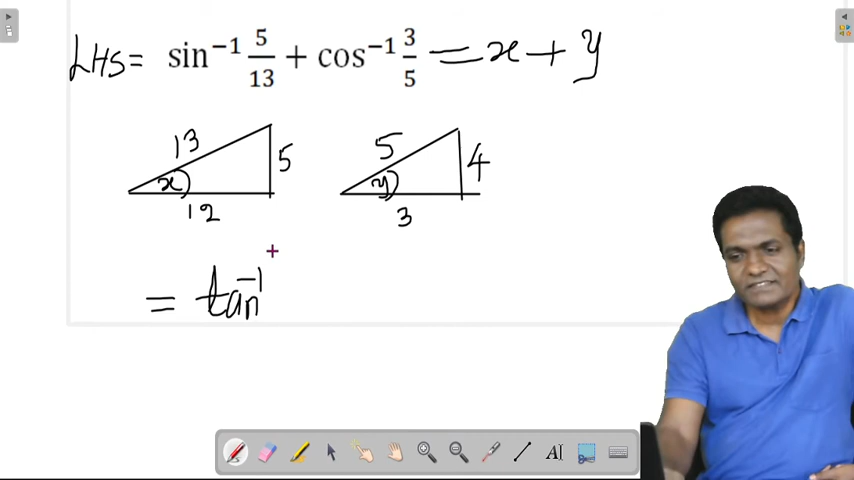 LHS= sin⁻¹ 5/13 + cos⁻¹ 3/5 = x + y
13 5 5 4
x y
12 3
= tan⁻¹